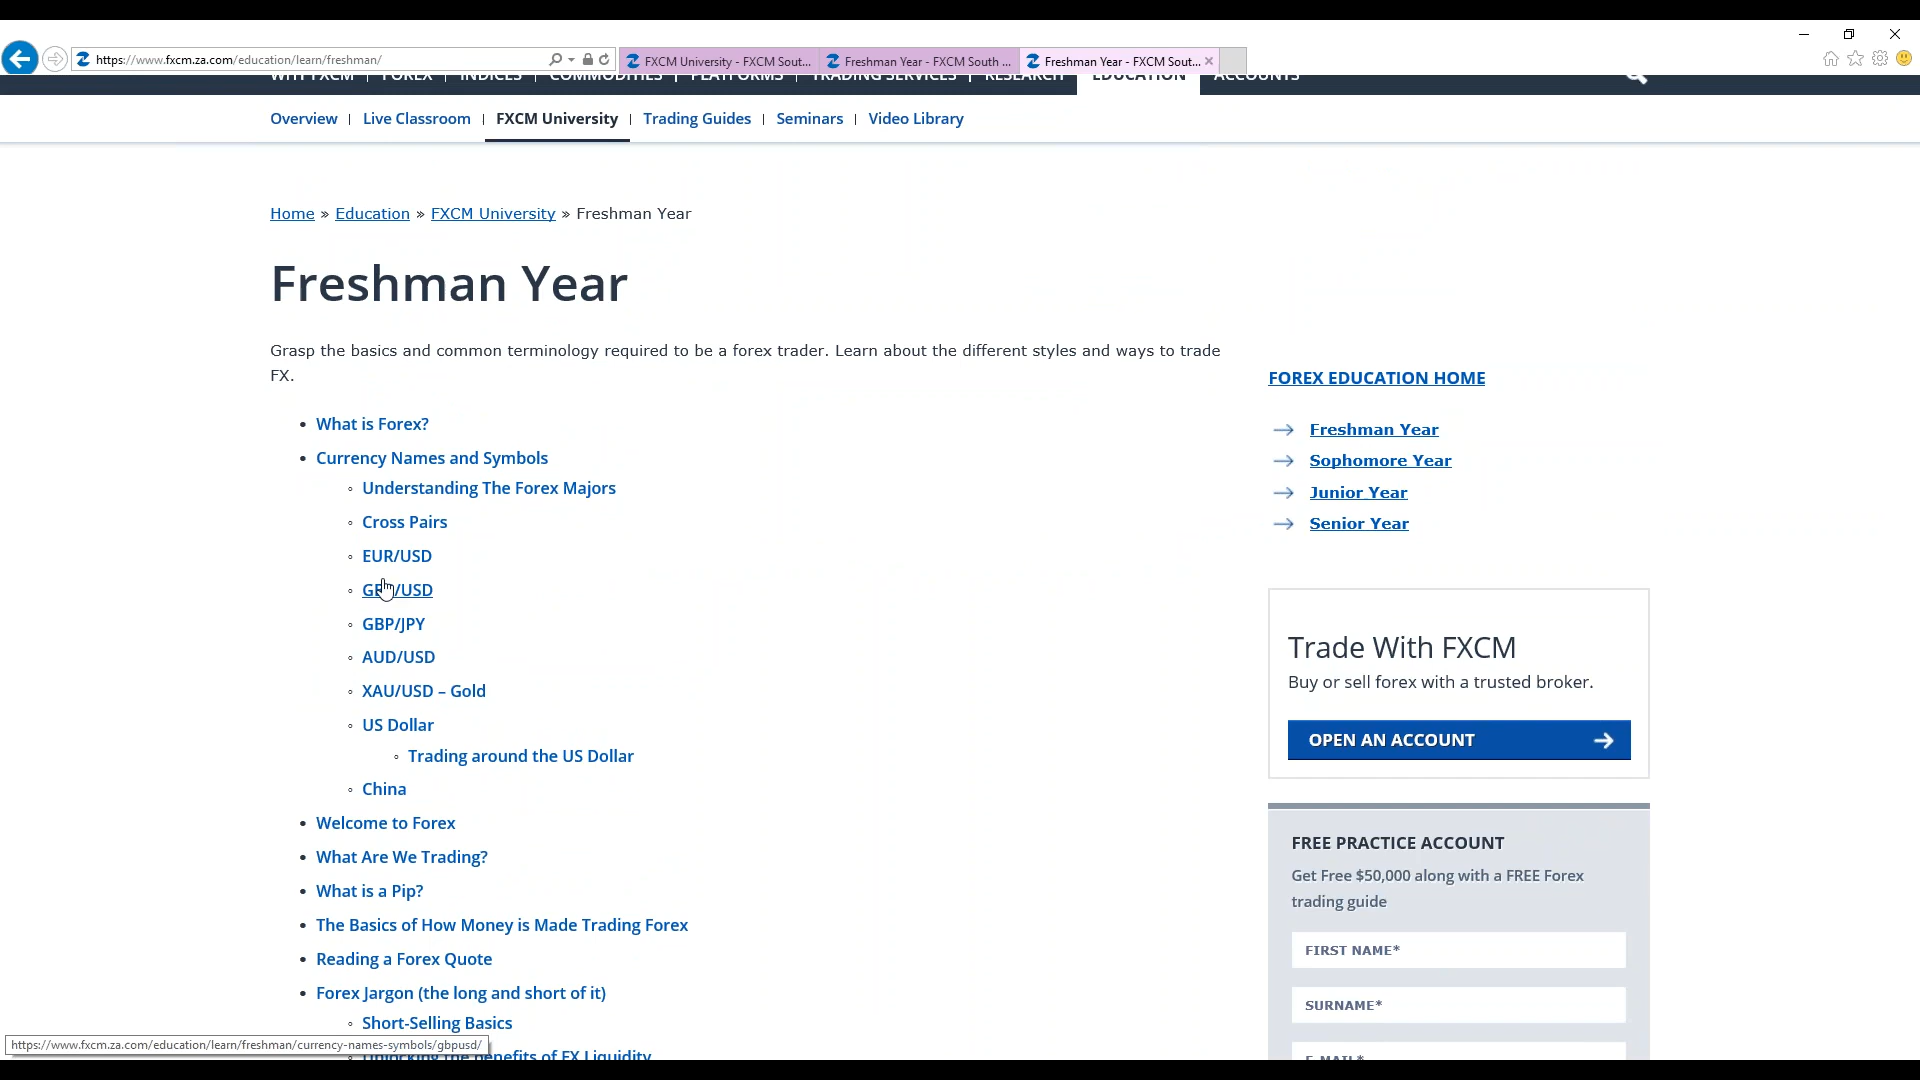 https://www.fxcm.za.com/education/learn/freshman/
FXCM University - FXCM Sout...
Freshman Year - FXCM South ...
Freshman Year - FXCM Sout...
WHY FXCM | FOREX | INDICES | COMMODITIES | PLATFORMS | TRADING SERVICES | RESEARCH | EDUCATION | ACCOUNTS
Overview | Live Classroom | FXCM University | Trading Guides | Seminars | Video Library
Home » Education » FXCM University » Freshman Year
Freshman Year
Grasp the basics and common terminology required to be a forex trader. Learn about the different styles and ways to trade
FX.
• What is Forex?
• Currency Names and Symbols
◦ Understanding The Forex Majors
◦ Cross Pairs
◦ EUR/USD
◦ GBP/USD
◦ GBP/JPY
◦ AUD/USD
◦ XAU/USD – Gold
◦ US Dollar
◦ Trading around the US Dollar
◦ China
• Welcome to Forex
• What Are We Trading?
• What is a Pip?
• The Basics of How Money is Made Trading Forex
• Reading a Forex Quote
• Forex Jargon (the long and short of it)
◦ Short-Selling Basics
◦ Unlocking the benefits of FX Liquidity
https://www.fxcm.za.com/education/learn/freshman/currency-names-symbols/gbpusd/
FOREX EDUCATION HOME
Freshman Year
Sophomore Year
Junior Year
Senior Year
Trade With FXCM
Buy or sell forex with a trusted broker.
OPEN AN ACCOUNT
FREE PRACTICE ACCOUNT
Get Free $50,000 along with a FREE Forex
trading guide
FIRST NAME*
SURNAME*
E-MAIL*